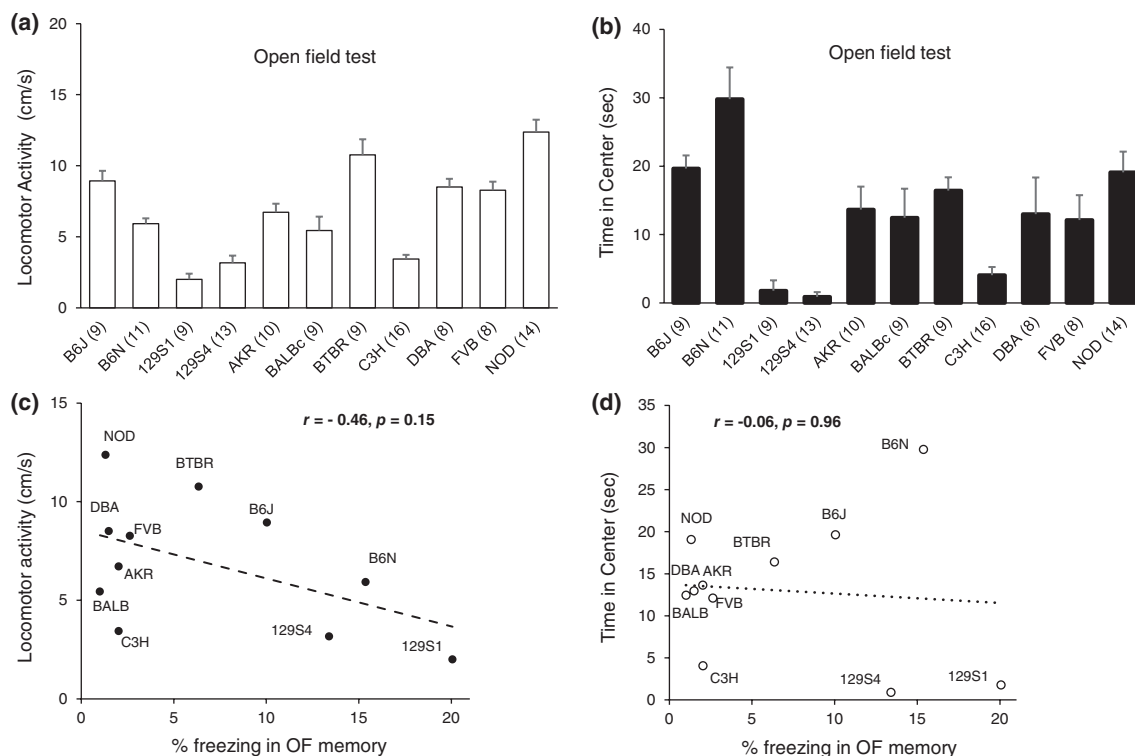 (a)
Open field test
Locomotor Activity (cm/s)
20
15
10
5
0
B6J (9)
B6N (11)
129S1 (9)
129S4 (13)
AKR (10)
BALBc (9)
BTBR (9)
C3H (16)
DBA (8)
FVB (8)
NOD (14)
(b)
Open field test
Time in Center (sec)
40
30
20
10
0
B6J (9)
B6N (11)
129S1 (9)
129S4 (13)
AKR (10)
BALBc (9)
BTBR (9)
C3H (16)
DBA (8)
FVB (8)
NOD (14)
(c)
r = - 0.46, p = 0.15
Locomotor activity (cm/s)
15
10
5
0
NOD
BTBR
DBA
FVB
B6J
AKR
B6N
BALB
C3H
129S4
129S1
0
5
10
15
20
% freezing in OF memory
(d)
r = -0.06, p = 0.96
Time in Center (sec)
35
30
25
20
15
10
5
0
B6N
NOD
B6J
BTBR
DBA
AKR
BALB
FVB
C3H
129S4
129S1
0
5
10
15
20
% freezing in OF memory